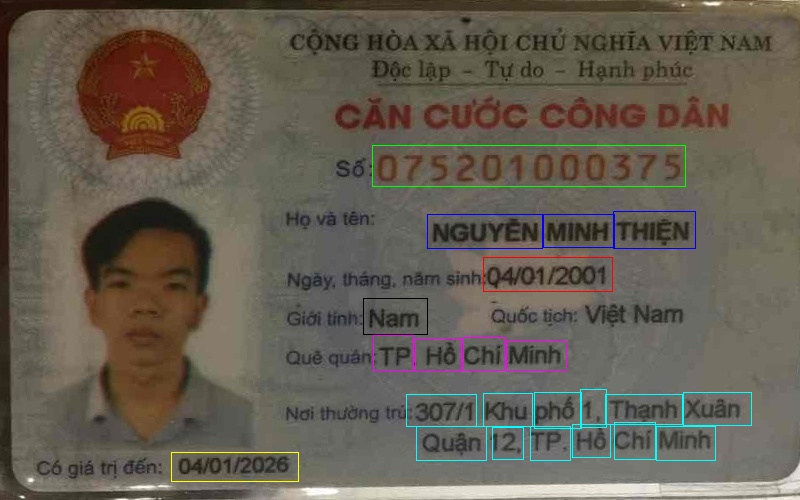 CỘNG HÒA XÃ HỘI CHỦ NGHĨA VIỆT NAM
Độc lập - Tự do - Hạnh phúc
CĂN CƯỚC CÔNG DÂN
Số: 075201000375
Họ và tên: NGUYỄN MINH THIỆN
Ngày, tháng, năm sinh: 04/01/2001
Giới tính: Nam Quốc tịch: Việt Nam
Quê quán: TP. Hồ Chí Minh
Nơi thường trú: 307/1 Khu phố 1, Thạnh Xuân
Quận 12, TP. Hồ Chí Minh
Có giá trị đến: 04/01/2026